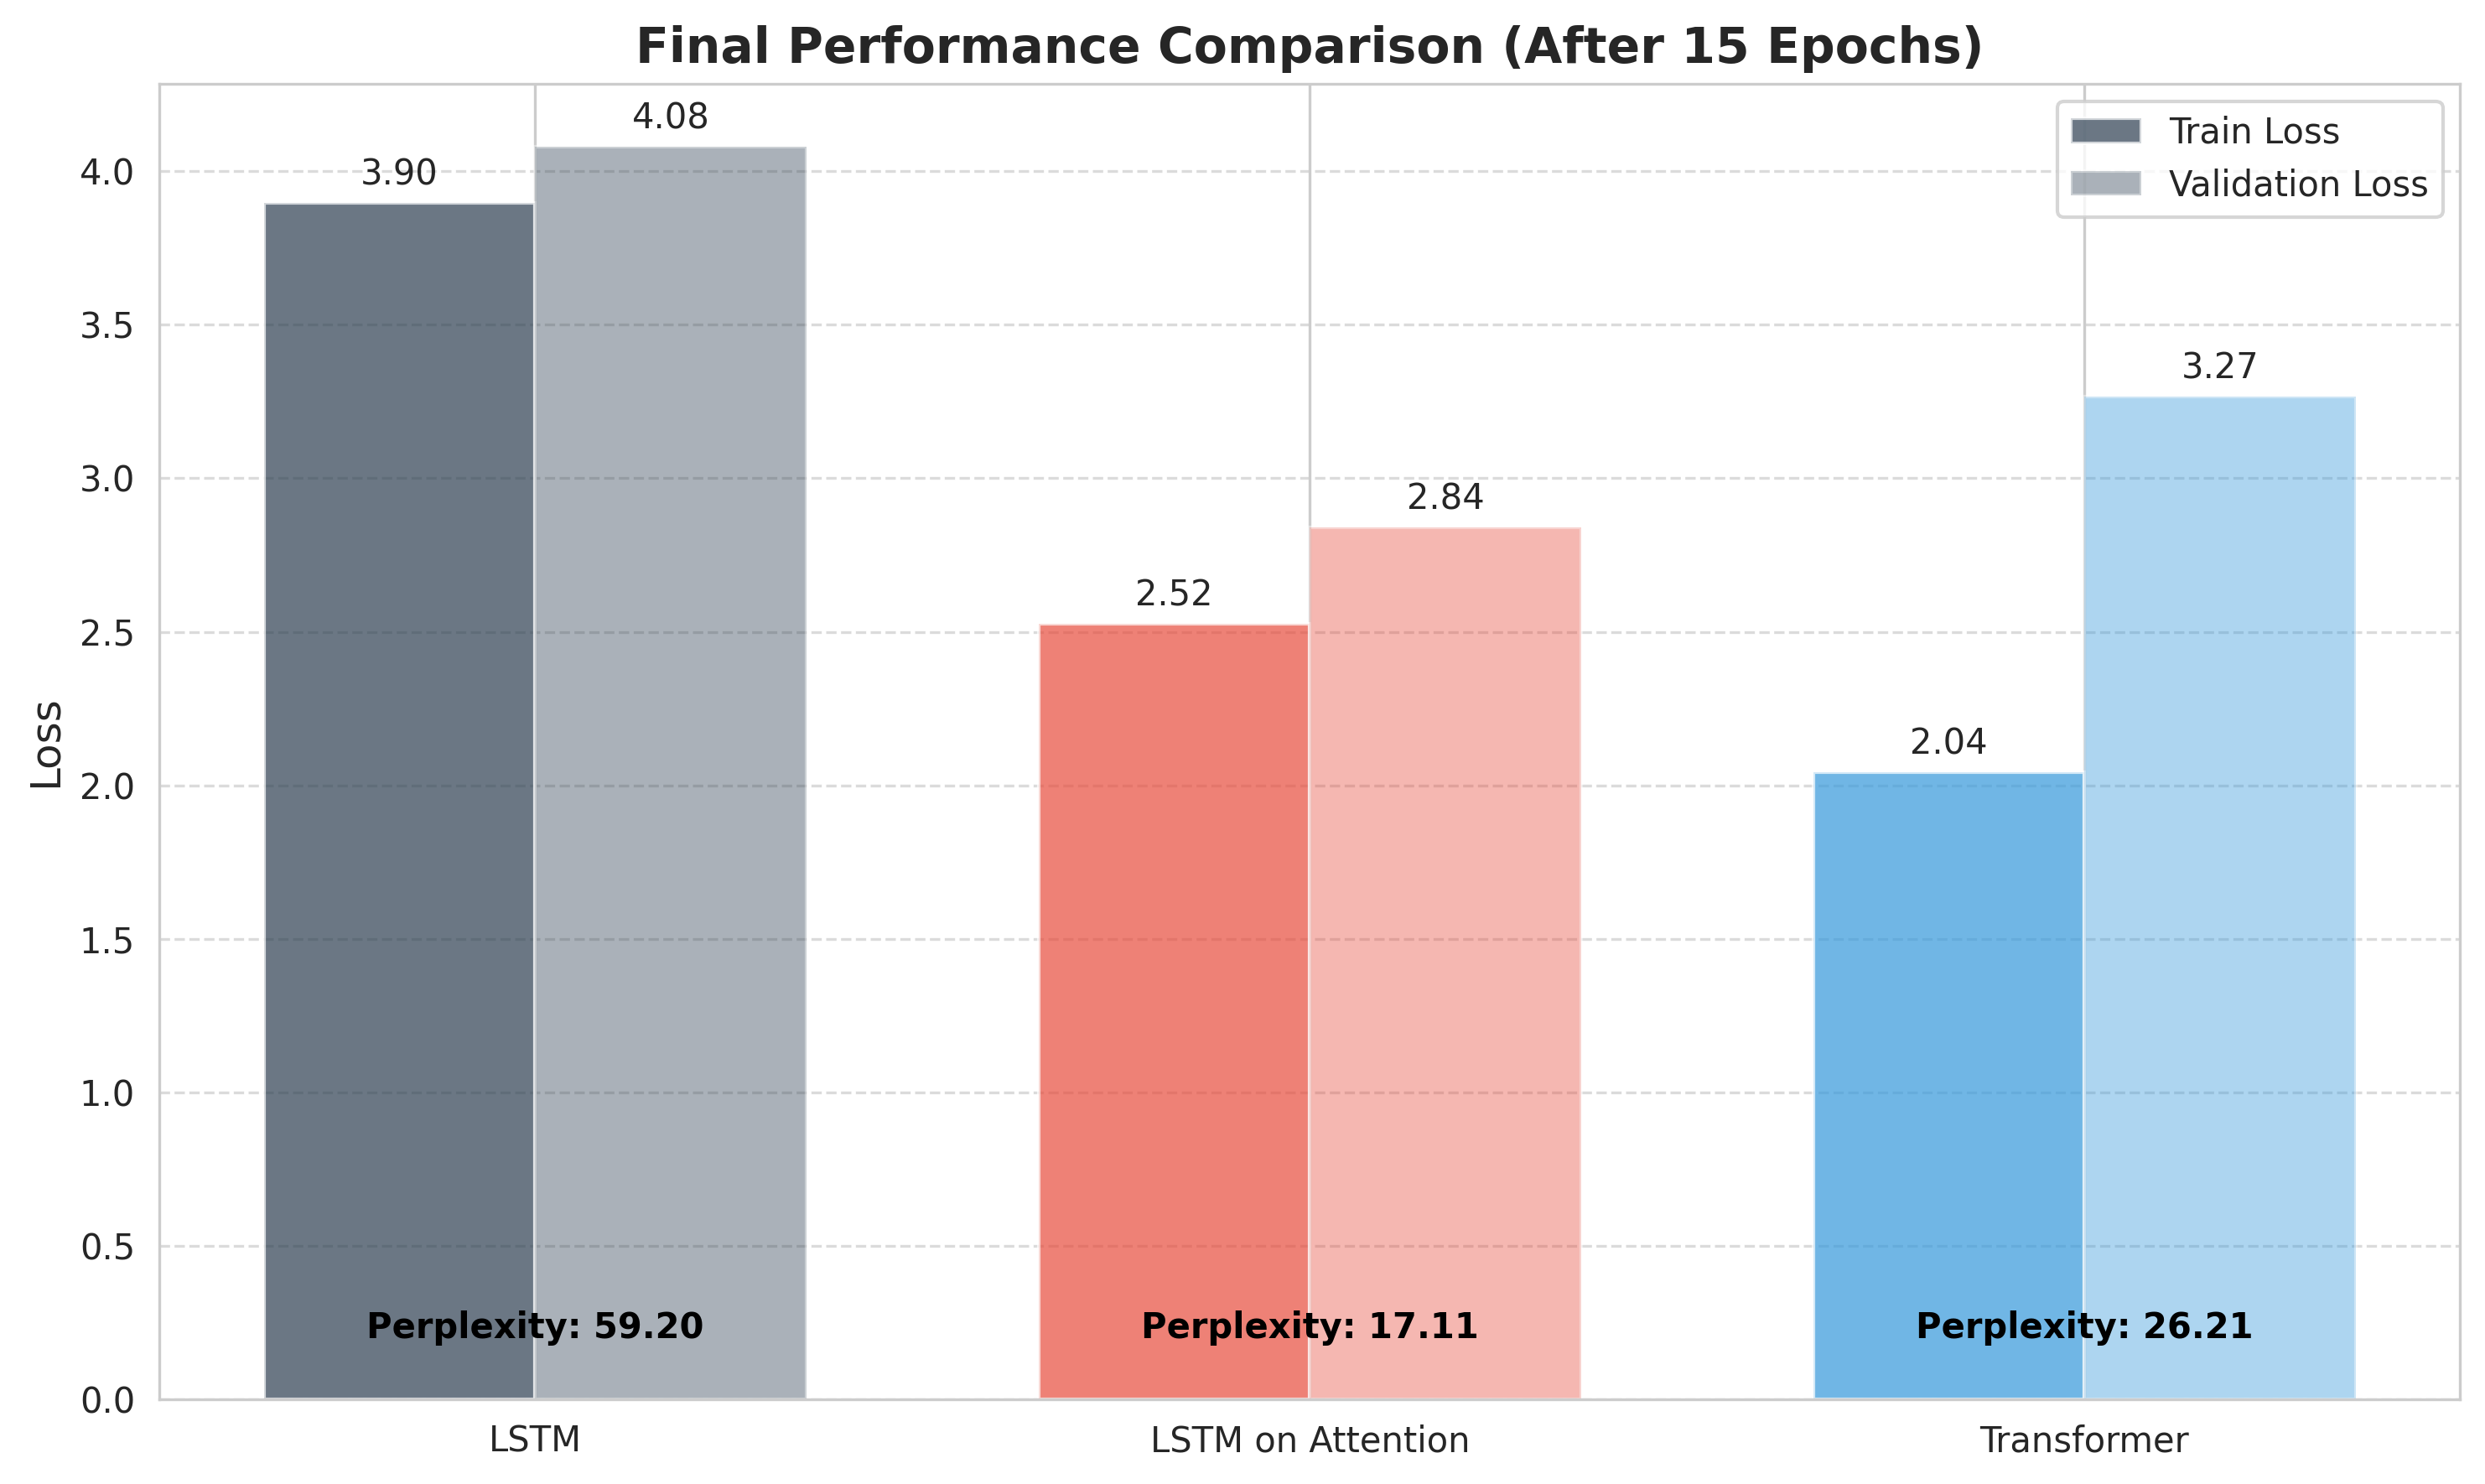 Final Performance Comparison (After 15 Epochs)
Train Loss
Validation Loss
Loss
4.0
3.5
3.0
2.5
2.0
1.5
1.0
0.5
0.0
3.90
4.08
2.52
2.84
2.04
3.27
Perplexity: 59.20
Perplexity: 17.11
Perplexity: 26.21
LSTM
LSTM on Attention
Transformer